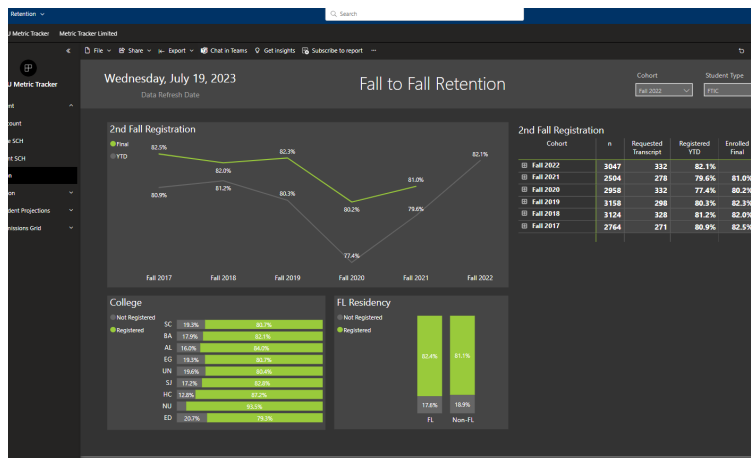 Retention
Search
J Metric Tracker Metric Tracker Limited
File Share Export Chat in Teams Get insights Subscribe to report ...
U Metric Tracker
nt
ount
e SCH
nt SCH
n
on
dent Projections
missions Grid
Wednesday, July 19, 2023
Data Refresh Date
Fall to Fall Retention
Cohort
Fall 2022
Student Type
FTIC
2nd Fall Registration
Final
YTD
82.5%
82.0%
82.3%
80.2%
81.0%
82.1%
80.9%
81.2%
80.3%
77.4%
79.6%
Fall 2017 Fall 2018 Fall 2019 Fall 2020 Fall 2021 Fall 2022
2nd Fall Registration
Cohort n Requested Transcript Registered YTD Enrolled Final
Fall 2022 3047 332 82.1%
Fall 2021 2504 278 79.6% 81.0%
Fall 2020 2958 332 77.4% 80.2%
Fall 2019 3158 298 80.3% 82.3%
Fall 2018 3124 328 81.2% 82.0%
Fall 2017 2764 271 80.9% 82.5%
College
Not Registered
Registered
SC 19.3% 80.7%
BA 17.9% 82.1%
AL 16.0% 84.0%
EG 19.3% 80.7%
UN 19.6% 80.4%
SJ 17.2% 82.8%
HC 12.8% 87.2%
NU 93.5%
ED 20.7% 79.3%
FL Residency
Not Registered
Registered
82.4% 81.1%
17.6% 18.9%
FL Non-FL